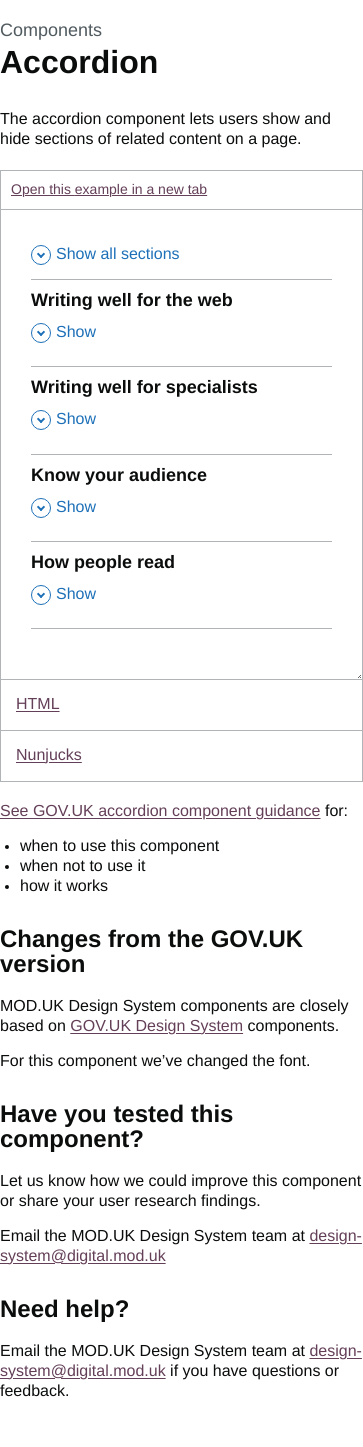 Components
Accordion
The accordion component lets users show and
hide sections of related content on a page.
Open this example in a new tab
Show all sections
Writing well for the web
Show
Writing well for specialists
Show
Know your audience
Show
How people read
Show
HTML
Nunjucks
See GOV.UK accordion component guidance for:
• when to use this component
• when not to use it
• how it works
Changes from the GOV.UK
version
MOD.UK Design System components are closely
based on GOV.UK Design System components.
For this component we’ve changed the font.
Have you tested this
component?
Let us know how we could improve this component
or share your user research findings.
Email the MOD.UK Design System team at design-
system@digital.mod.uk
Need help?
Email the MOD.UK Design System team at design-
system@digital.mod.uk if you have questions or
feedback.